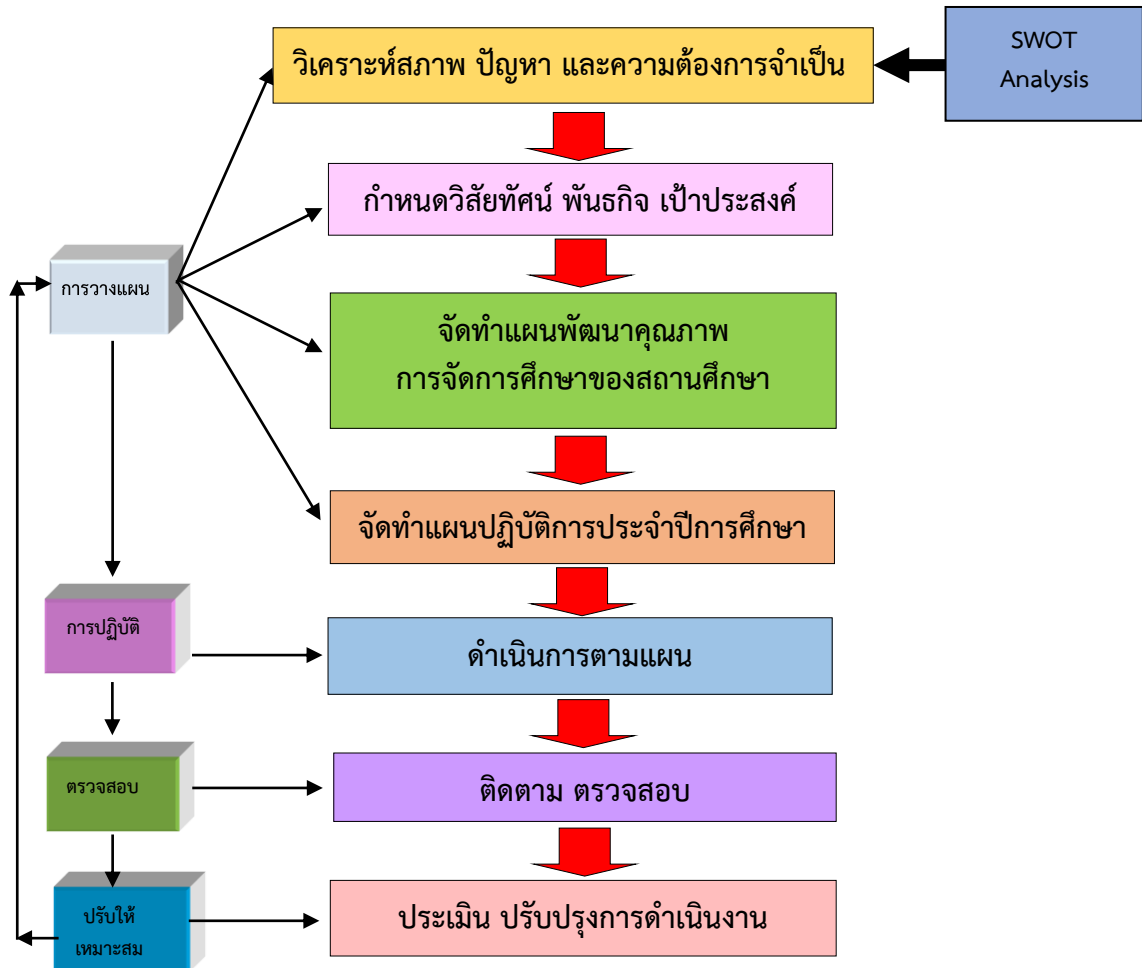 วิเคราะห์สภาพ ปัญหา และความต้องการจำเป็น
SWOT
Analysis
กำหนดวิสัยทัศน์ พันธกิจ เป้าประสงค์
การวางแผน
จัดทำแผนพัฒนาคุณภาพ
การจัดการศึกษาของสถานศึกษา
จัดทำแผนปฏิบัติการประจำปีการศึกษา
การปฏิบัติ
ดำเนินการตามแผน
ตรวจสอบ
ติดตาม ตรวจสอบ
ปรับให้
เหมาะสม
ประเมิน ปรับปรุงการดำเนินงาน